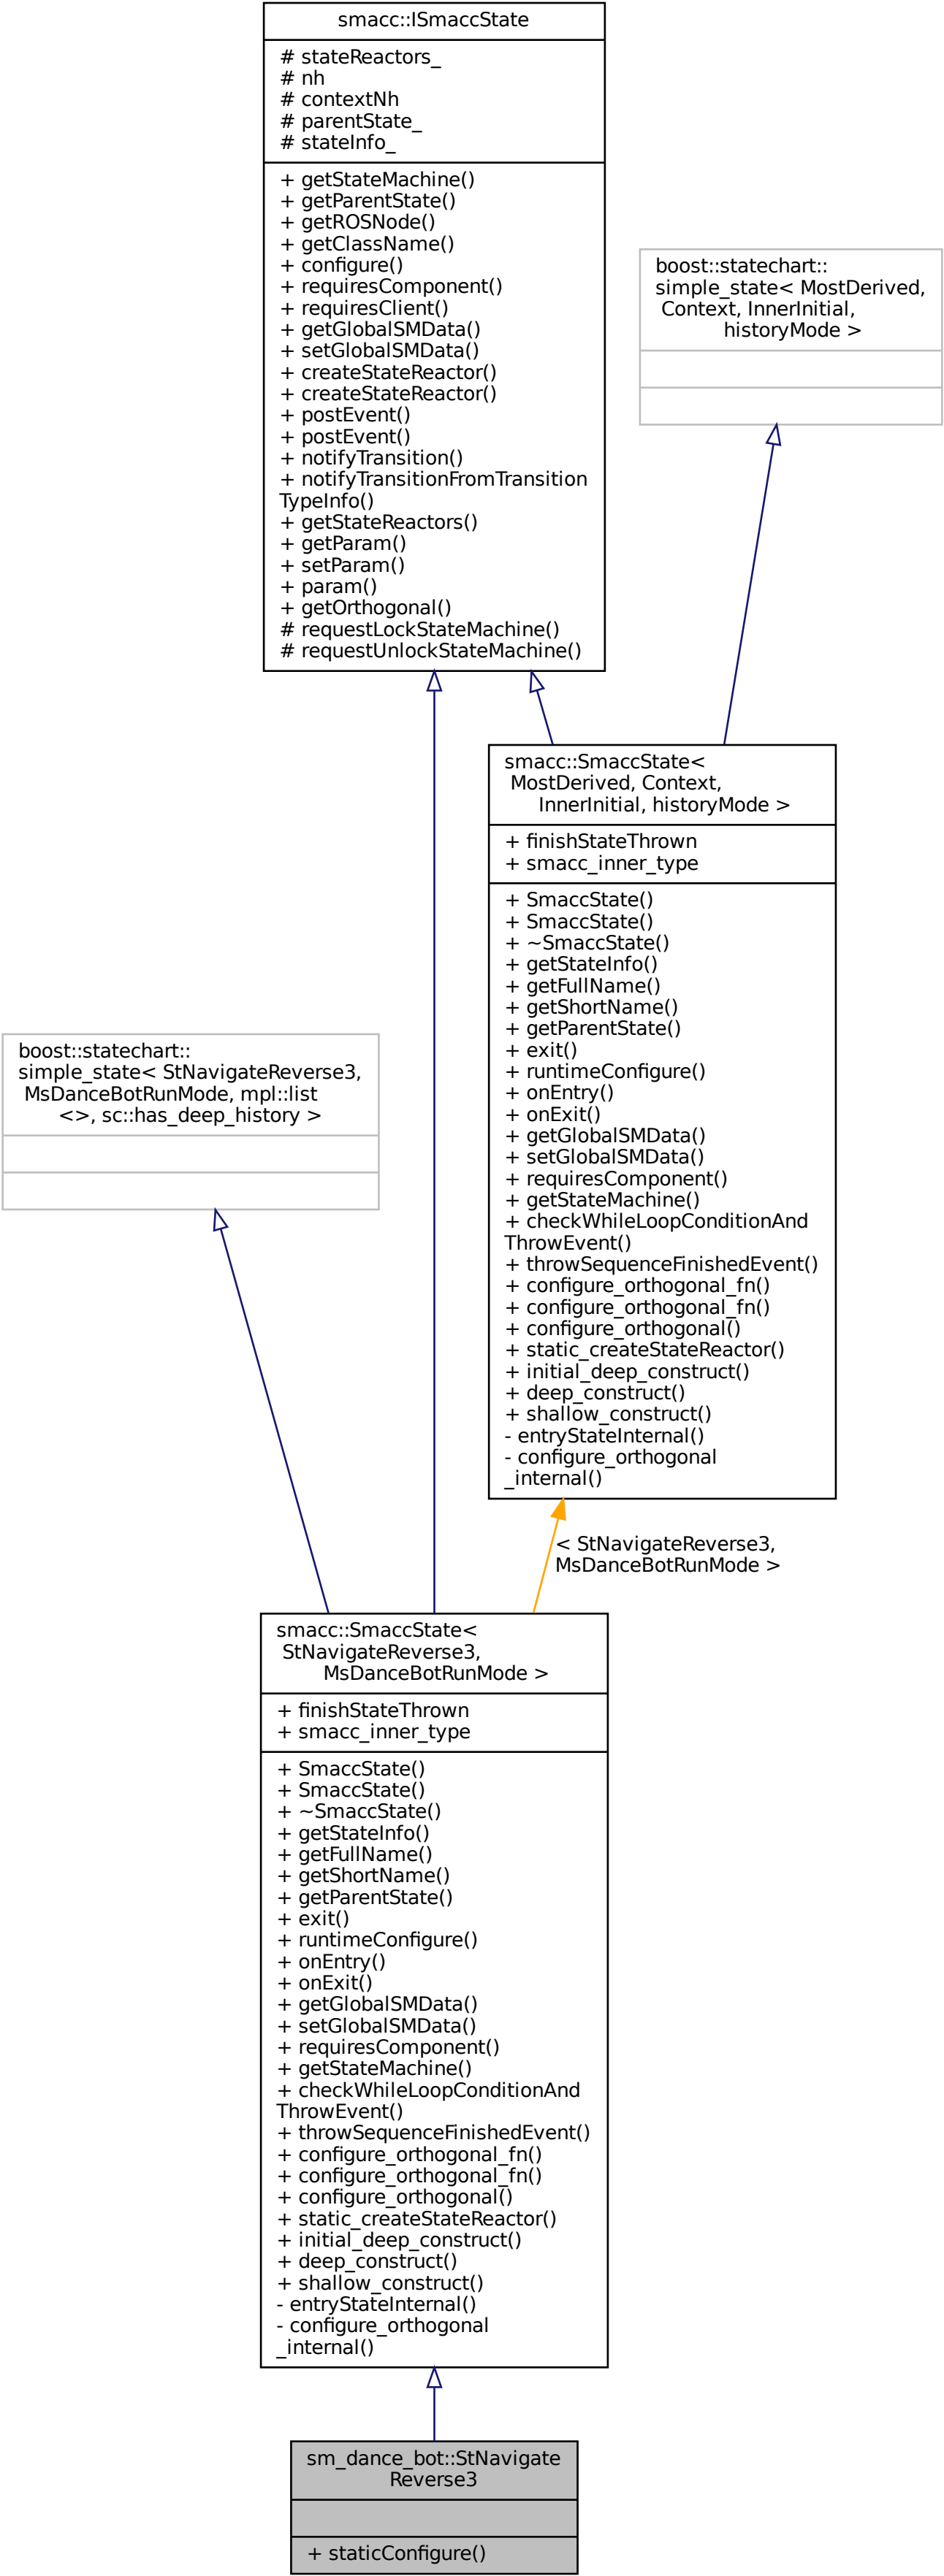 smacc::ISmaccState
# stateReactors_
# nh
# contextNh
# parentState_
# stateInfo_
+ getStateMachine()
+ getParentState()
+ getROSNode()
+ getClassName()
+ configure()
+ requiresComponent()
+ requiresClient()
+ getGlobalSMData()
+ setGlobalSMData()
+ createStateReactor()
+ createStateReactor()
+ postEvent()
+ postEvent()
+ notifyTransition()
+ notifyTransitionFromTransition
TypeInfo()
+ getStateReactors()
+ getParam()
+ setParam()
+ param()
+ getOrthogonal()
# requestLockStateMachine()
# requestUnlockStateMachine()
boost::statechart::
simple_state< MostDerived,
Context, InnerInitial,
historyMode >
smacc::SmaccState<
MostDerived, Context,
InnerInitial, historyMode >
+ finishStateThrown
+ smacc_inner_type
+ SmaccState()
+ SmaccState()
+ ~SmaccState()
+ getStateInfo()
+ getFullName()
+ getShortName()
+ getParentState()
+ exit()
+ runtimeConfigure()
+ onEntry()
+ onExit()
+ getGlobalSMData()
+ setGlobalSMData()
+ requiresComponent()
+ getStateMachine()
+ checkWhileLoopConditionAnd
ThrowEvent()
+ throwSequenceFinishedEvent()
+ configure_orthogonal_fn()
+ configure_orthogonal_fn()
+ configure_orthogonal()
+ static_createStateReactor()
+ initial_deep_construct()
+ deep_construct()
+ shallow_construct()
- entryStateInternal()
- configure_orthogonal
_internal()
boost::statechart::
simple_state< StNavigateReverse3,
MsDanceBotRunMode, mpl::list
<>, sc::has_deep_history >
< StNavigateReverse3,
MsDanceBotRunMode >
smacc::SmaccState<
StNavigateReverse3,
MsDanceBotRunMode >
+ finishStateThrown
+ smacc_inner_type
+ SmaccState()
+ SmaccState()
+ ~SmaccState()
+ getStateInfo()
+ getFullName()
+ getShortName()
+ getParentState()
+ exit()
+ runtimeConfigure()
+ onEntry()
+ onExit()
+ getGlobalSMData()
+ setGlobalSMData()
+ requiresComponent()
+ getStateMachine()
+ checkWhileLoopConditionAnd
ThrowEvent()
+ throwSequenceFinishedEvent()
+ configure_orthogonal_fn()
+ configure_orthogonal_fn()
+ configure_orthogonal()
+ static_createStateReactor()
+ initial_deep_construct()
+ deep_construct()
+ shallow_construct()
- entryStateInternal()
- configure_orthogonal
_internal()
sm_dance_bot::StNavigate
Reverse3
+ staticConfigure()